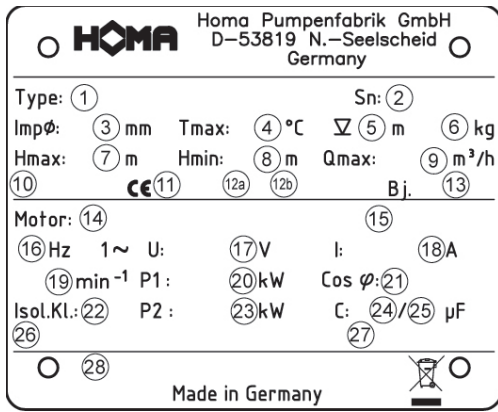 HOMA Homa Pumpenfabrik GmbH
D-53819 N.-Seelscheid
Germany
Type: 1 Sn: 2
Impø: 3 mm Tmax: 4 °C ∇ 5 m 6 kg
Hmax: 7 m Hmin: 8 m Qmax: 9 m³/h
10 CE 11 12a 12b Bj. 13
Motor: 14 15
16 Hz 1~ U: 17 V I: 18 A
19 min⁻¹ P1: 20 kW Cos φ: 21
Isol.Kl.: 22 P2 : 23 kW C: 24/25 µF
26 27
28
Made in Germany